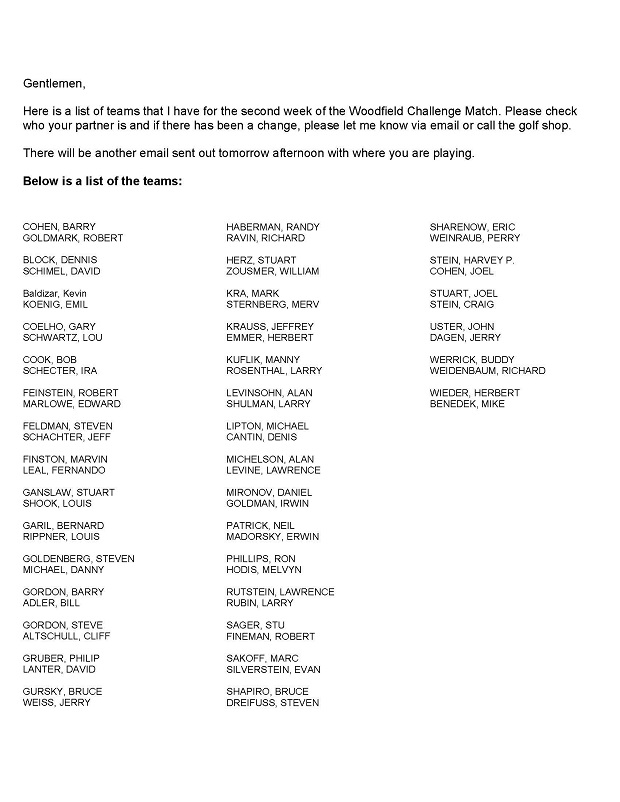 Gentlemen,
Here is a list of teams that I have for the second week of the Woodfield Challenge Match. Please check
who your partner is and if there has been a change, please let me know via email or call the golf shop.
There will be another email sent out tomorrow afternoon with where you are playing.
Below is a list of the teams:
COHEN, BARRY
GOLDMARK, ROBERT
BLOCK, DENNIS
SCHIMEL, DAVID
Baldizar, Kevin
KOENIG, EMIL
COELHO, GARY
SCHWARTZ, LOU
COOK, BOB
SCHECTER, IRA
FEINSTEIN, ROBERT
MARLOWE, EDWARD
FELDMAN, STEVEN
SCHACHTER, JEFF
FINSTON, MARVIN
LEAL, FERNANDO
GANSLAW, STUART
SHOOK, LOUIS
GARIL, BERNARD
RIPPNER, LOUIS
GOLDENBERG, STEVEN
MICHAEL, DANNY
GORDON, BARRY
ADLER, BILL
GORDON, STEVE
ALTSCHULL, CLIFF
GRUBER, PHILIP
LANTER, DAVID
GURSKY, BRUCE
WEISS, JERRY
HABERMAN, RANDY
RAVIN, RICHARD
HERZ, STUART
ZOUSMER, WILLIAM
KRA, MARK
STERNBERG, MERV
KRAUSS, JEFFREY
EMMER, HERBERT
KUFLIK, MANNY
ROSENTHAL, LARRY
LEVINSOHN, ALAN
SHULMAN, LARRY
LIPTON, MICHAEL
CANTIN, DENIS
MICHELSON, ALAN
LEVINE, LAWRENCE
MIRONOV, DANIEL
GOLDMAN, IRWIN
PATRICK, NEIL
MADORSKY, ERWIN
PHILLIPS, RON
HODIS, MELVYN
RUTSTEIN, LAWRENCE
RUBIN, LARRY
SAGER, STU
FINEMAN, ROBERT
SAKOFF, MARC
SILVERSTEIN, EVAN
SHAPIRO, BRUCE
DREIFUSS, STEVEN
SHARENOW, ERIC
WEINRAUB, PERRY
STEIN, HARVEY P.
COHEN, JOEL
STUART, JOEL
STEIN, CRAIG
USTER, JOHN
DAGEN, JERRY
WERRICK, BUDDY
WEIDENBAUM, RICHARD
WIEDER, HERBERT
BENEDEK, MIKE